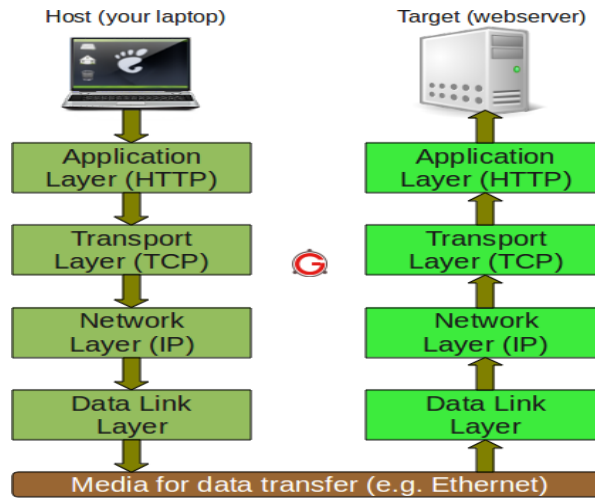 Host (your laptop)
Target (webserver)
Application
Layer (HTTP)
Application
Layer (HTTP)
Transport
Layer (TCP)
G
Transport
Layer (TCP)
Network
Layer (IP)
Network
Layer (IP)
Data Link
Layer
Data Link
Layer
Media for data transfer (e.g. Ethernet)